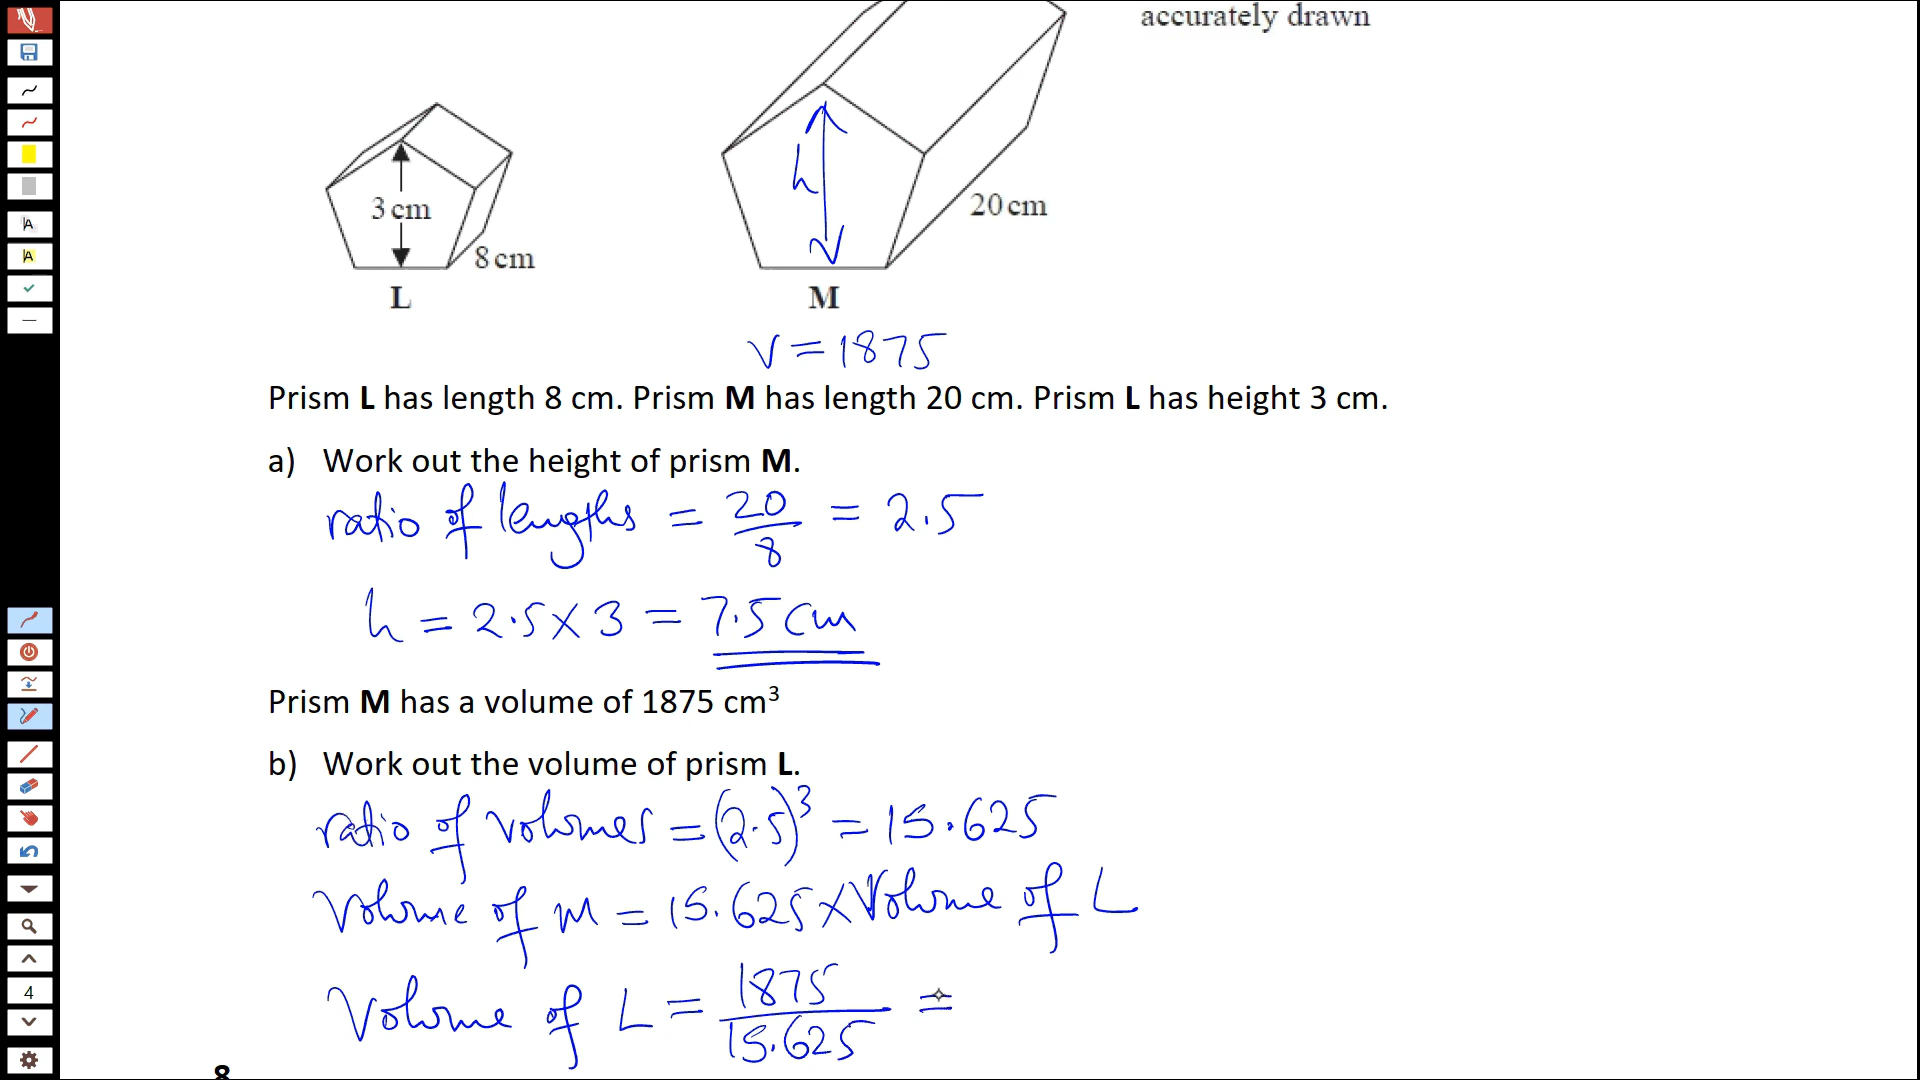 accurately drawn
h
3 cm
20 cm
8 cm
L
M
V = 1875
Prism L has length 8 cm. Prism M has length 20 cm. Prism L has height 3 cm.
a) Work out the height of prism M.
ratio of lengths = 20/8 = 2.5
h = 2.5 × 3 = 7.5 cm
Prism M has a volume of 1875 cm³
b) Work out the volume of prism L.
ratio of volumes = (2.5)³ = 15.625
Volume of M = 15.625 × Volume of L
Volume of L = 1875/15.625 =
8
A
A
4